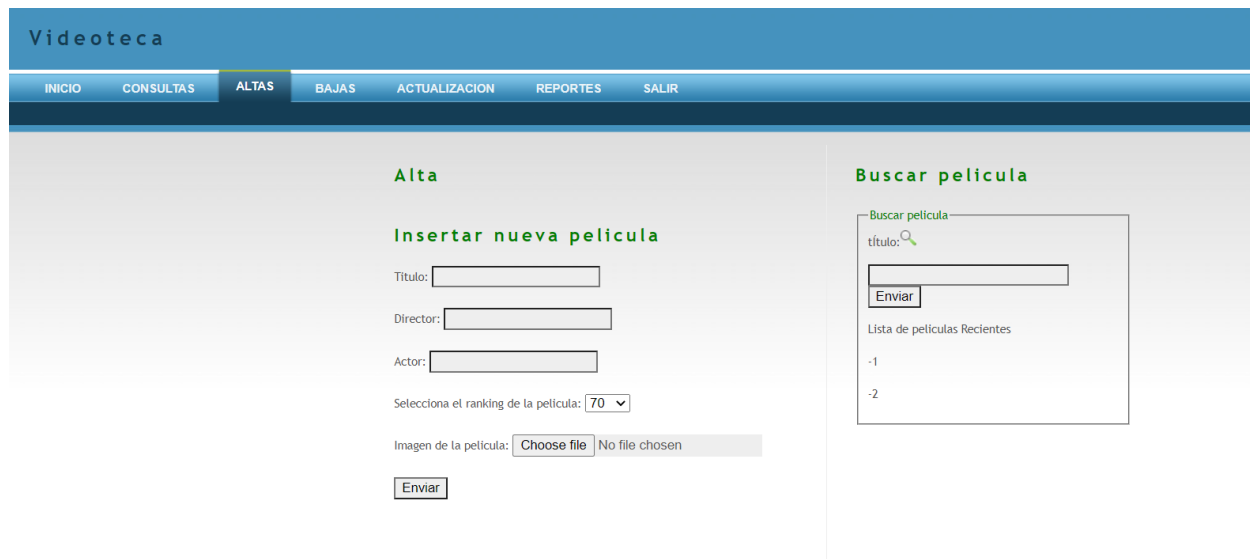 Videoteca
INICIO CONSULTAS ALTAS BAJAS ACTUALIZACION REPORTES SALIR
Alta
Insertar nueva pelicula
Titulo:
Director:
Actor:
Selecciona el ranking de la pelicula: 70
Imagen de la pelicula: Choose file No file chosen
Enviar
Buscar pelicula
Buscar pelicula
tÍtulo:
Enviar
Lista de peliculas Recientes
-1
-2